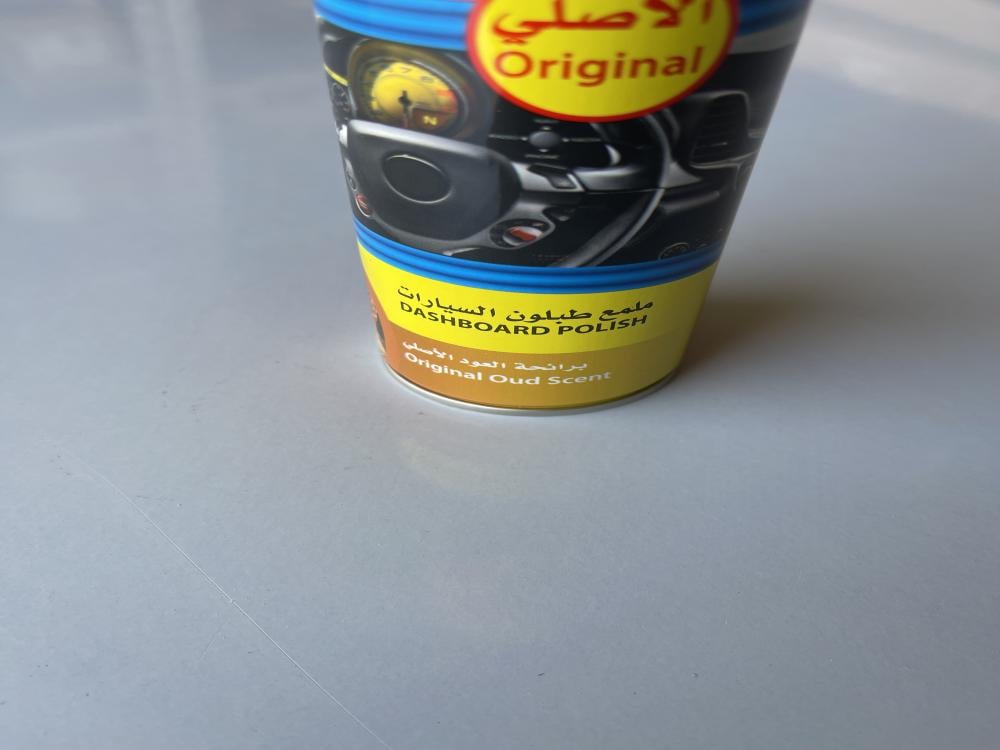 الأصلي
Original
ملمع طبلون السيارات
DASHBOARD POLISH
برائحة العود الأصلي
Original Oud Scent